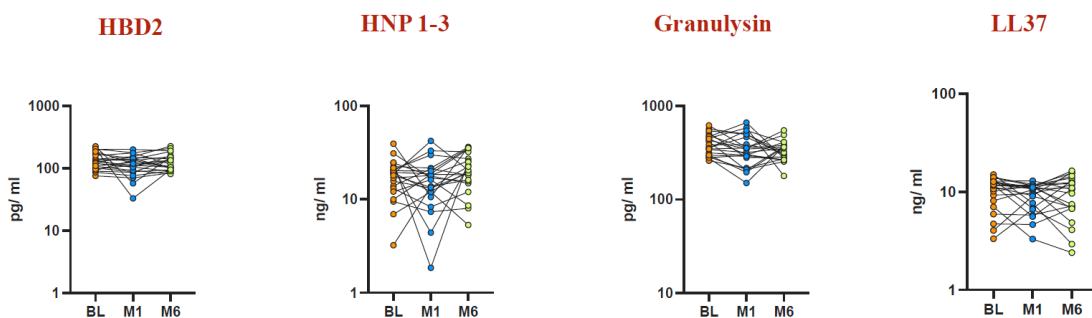 HBD2
HNP 1-3
Granulysin
LL37
pg/ ml
1000
100
10
1
BL M1 M6
ng/ ml
100
10
1
BL M1 M6
pg/ ml
1000
100
10
BL M1 M6
ng/ ml
100
10
1
BL M1 M6